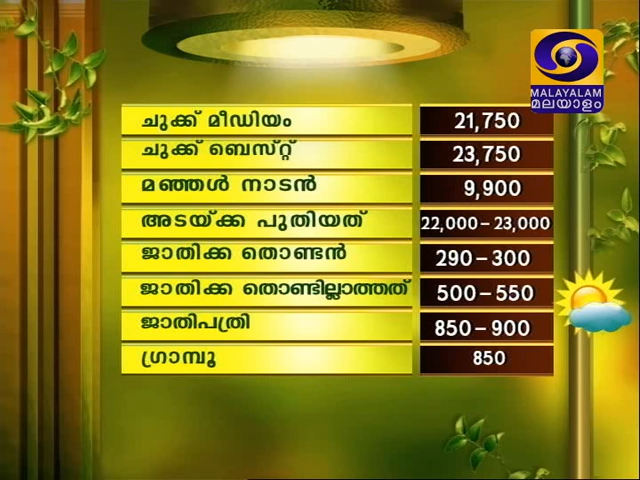 MALAYALAM
മലയാളം
ചുക്ക് മീഡിയം 21,750
ചുക്ക് ബെസ്റ്റ് 23,750
മഞ്ഞൾ നാടൻ 9,900
അടയ്ക്ക പുതിയത് 22,000 – 23,000
ജാതിക്ക തൊണ്ടൻ 290 – 300
ജാതിക്ക തൊണ്ടില്ലാത്തത് 500 – 550
ജാതിപത്രി 850 – 900
ഗ്രാമ്പൂ 850